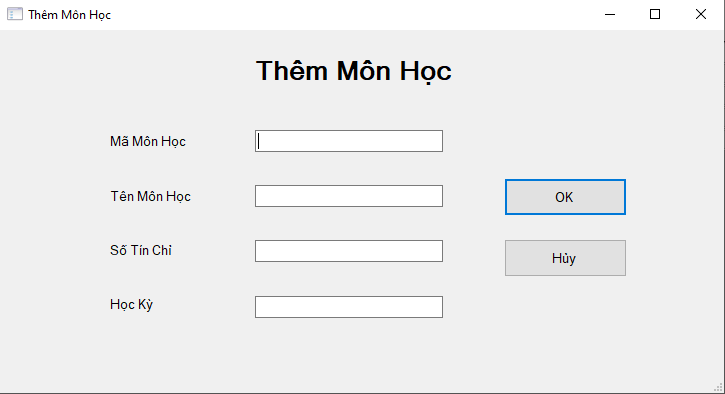 Thêm Môn Học
Thêm Môn Học
Mã Môn Học
Tên Môn Học
OK
Số Tín Chỉ
Hủy
Học Kỳ